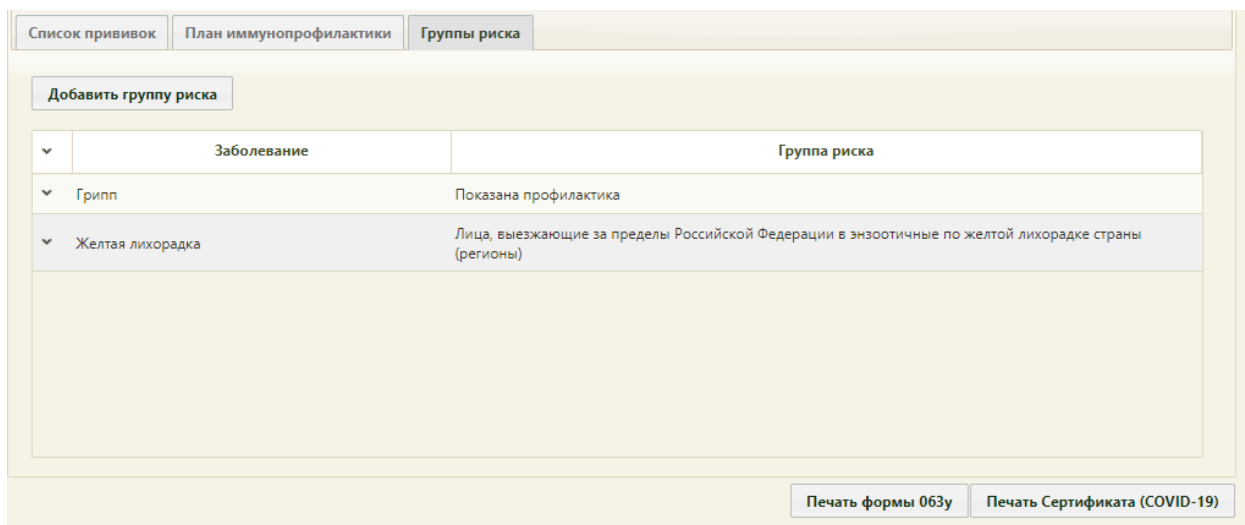 Список прививок План иммунопрофилактики Группы риска
Добавить группу риска
Заболевание Группа риска
Грипп Показана профилактика
Желтая лихорадка Лица, выезжающие за пределы Российской Федерации в энзоотичные по желтой лихорадке страны
(регионы)
Печать формы 063у Печать Сертификата (COVID-19)